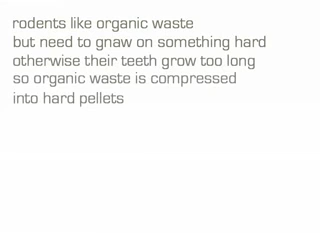 rodents like organic waste
but need to gnaw on something hard
otherwise their teeth grow too long
so organic waste is compressed
into hard pellets